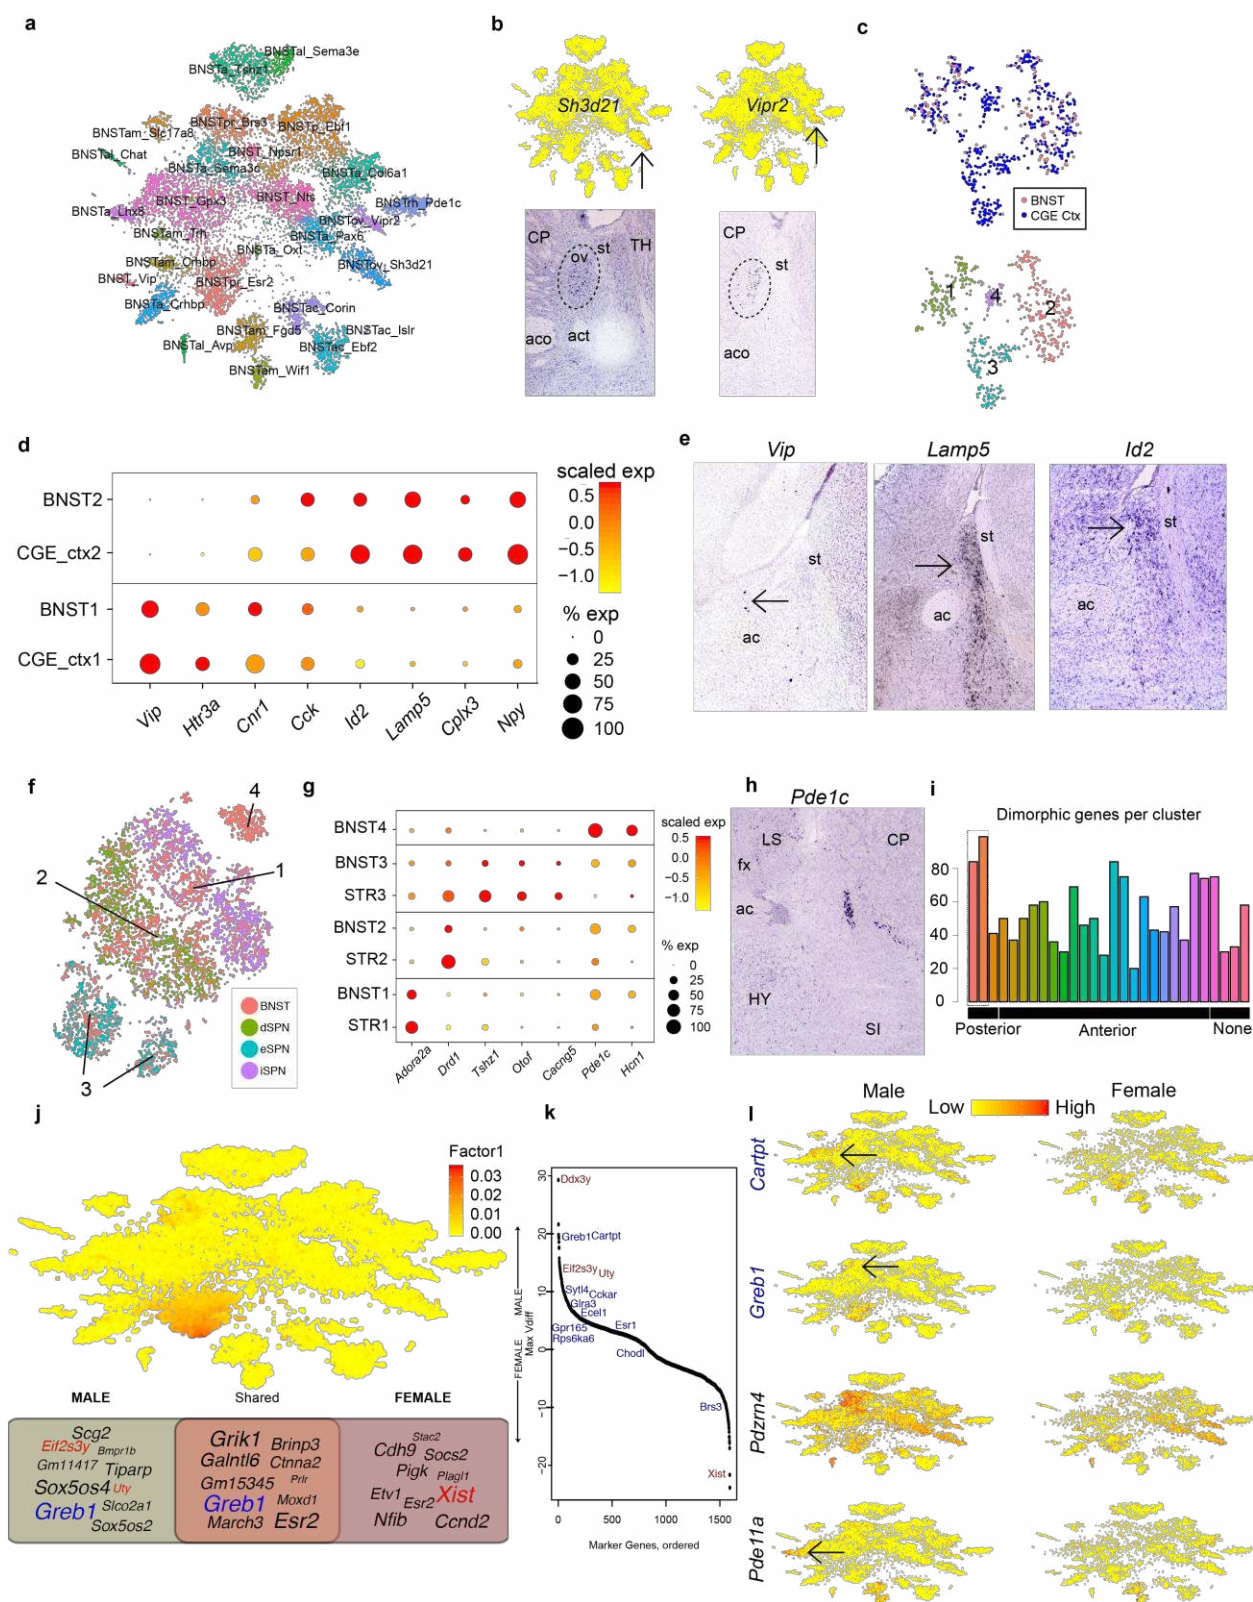 a
BNSTal_Sema3e
BNSTa_Tshz1
BNSTam_Slc17a8
BNSTpr_Brs3
BNSTp_Ebf1
BNSTal_Chat
BNST_Npsr1
BNSTa_Sema3c
BNSTa_Col6a1
BNST_Gpx3
BNST_Nts
BNSTrh_Pde1c
BNSTa_Lhx8
BNSTov_Vipr2
BNSTam_Trh
BNSTa_Pax6
BNSTa_Oxt
BNSTam_Crhbp
BNSTov_Sh3d21
BNST_Vip
BNSTpr_Esr2
BNSTa_Crhbp
BNSTac_Corin
BNSTam_Fgd5
BNSTac_Islr
BNSTal_Avp
BNSTac_Ebf2
BNSTam_Wif1
b
Sh3d21
Vipr2
CP
ov
st
TH
aco
act
CP
st
aco
c
BNST
CGE Ctx
1
4
2
3
d
BNST2
CGE_ctx2
BNST1
CGE_ctx1
Vip
Htr3a
Cnr1
Cck
Id2
Lamp5
Cplx3
Npy
scaled exp
0.5
0.0
−0.5
−1.0
% exp
0
25
50
75
100
e
Vip
Lamp5
Id2
st
ac
st
ac
st
ac
f
4
2
1
3
BNST
dSPN
eSPN
iSPN
g
BNST4
BNST3
STR3
BNST2
STR2
BNST1
STR1
Adora2a
Drd1
Tshz1
Otof
Cacng5
Pde1c
Hcn1
scaled exp
0.5
0.0
−0.5
−1.0
% exp
0
25
50
75
100
h
Pde1c
LS
CP
fx
ac
HY
SI
i
Dimorphic genes per cluster
80
60
40
20
0
Posterior
Anterior
None
j
Factor1
0.03
0.02
0.01
0.00
MALE
Shared
FEMALE
Scg2
Eif2s3y
Bmpr1b
Gm11417
Tiparp
Sox5os4
Uty
Greb1
Slco2a1
Sox5os2
Grik1
Brinp3
Galntl6
Ctnna2
Gm15345
Prlr
Greb1
Moxd1
March3
Esr2
Stac2
Cdh9
Socs2
Pigk
Plagl1
Etv1
Esr2
Xist
Nfib
Ccnd2
k
30
20
10
0
−10
−20
FEMALE
MALE
Max Vdiff
Ddx3y
Greb1
Cartpt
Eif2s3y
Uty
Sytl4
Cckar
Glra3
Ecel1
Gpr165
Esr1
Rps6ka6
Chodl
Brs3
Xist
0
500
1000
1500
Marker Genes, ordered
l
Male
Female
Low
High
Cartpt
Greb1
Pdzrn4
Pde11a